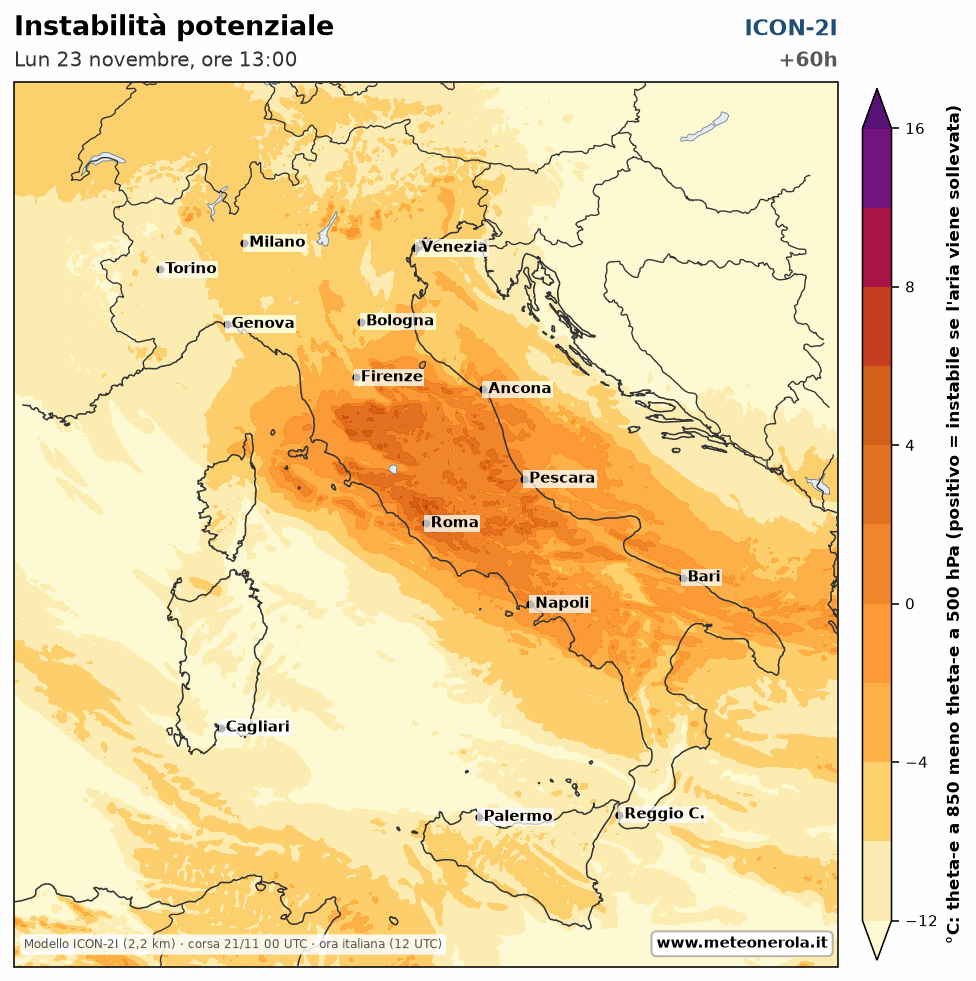 Instabilità potenziale
ICON-2I
Lun 23 novembre, ore 13:00
+60h
Milano
Venezia
Torino
Genova
Bologna
Firenze
Ancona
Pescara
Roma
Bari
Napoli
Cagliari
Palermo
Reggio C.
Modello ICON-2I (2,2 km) · corsa 21/11 00 UTC · ora italiana (12 UTC)
www.meteonerola.it
16
8
4
0
−4
−12
°C: theta-e a 850 meno theta-e a 500 hPa (positivo = instabile se l'aria viene sollevata)